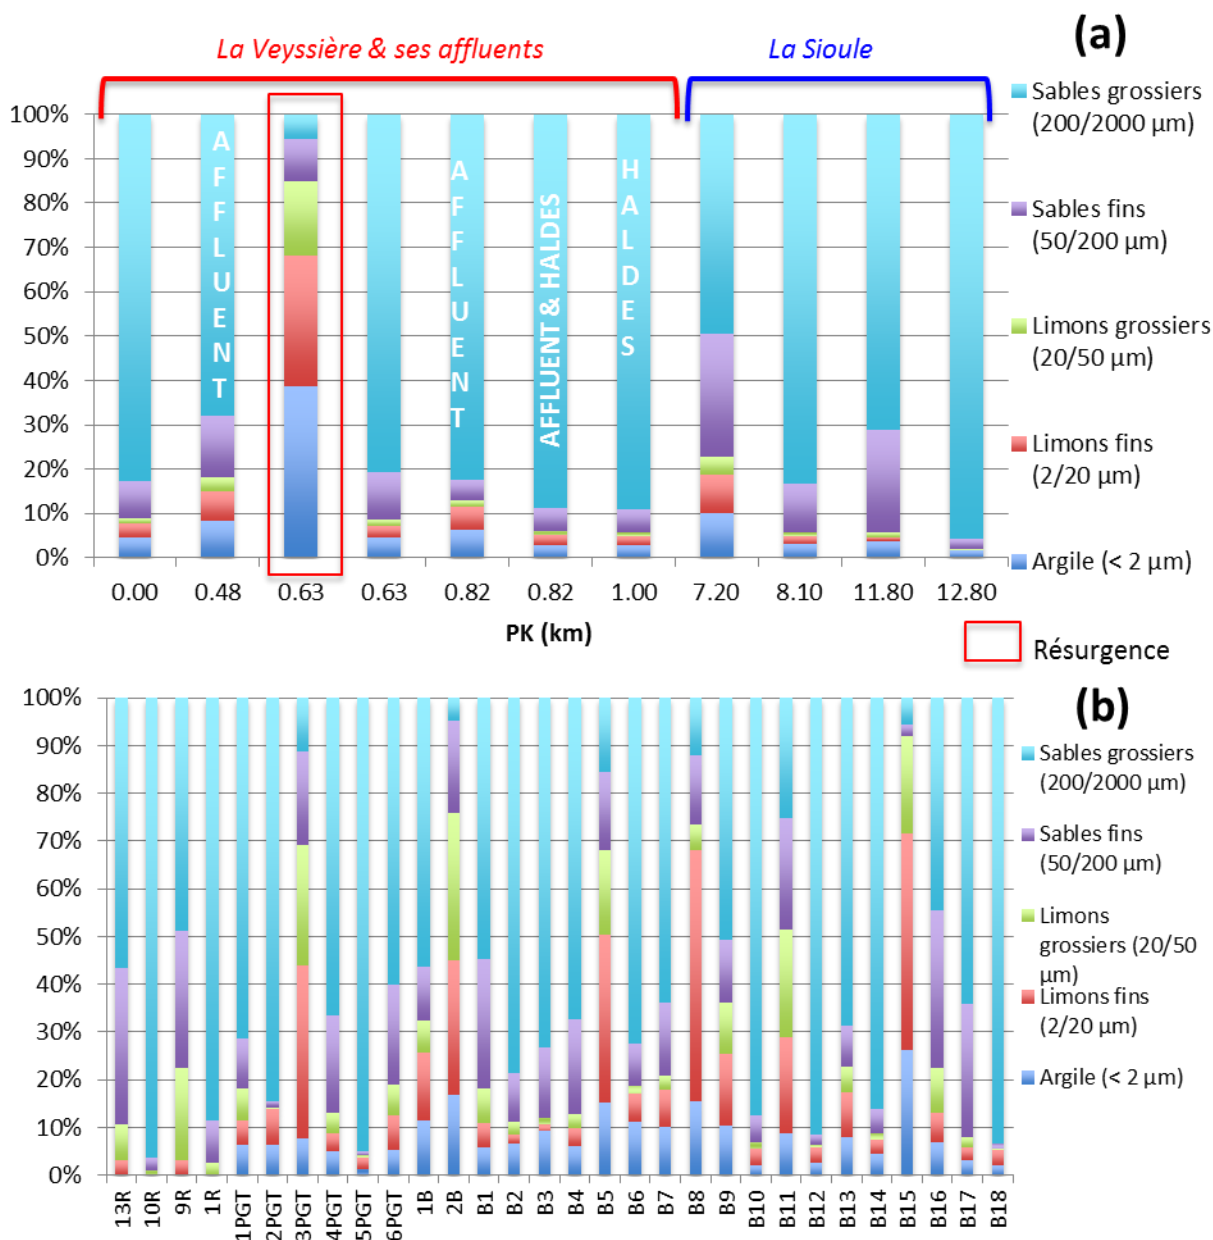 La Veyssière & ses affluents
La Sioule
(a)
100%
90%
80%
70%
60%
50%
40%
30%
20%
10%
0%
AFFLUENT
AFFLUENT
AFFLUENT & HALDES
HALDES
0.00 0.48 0.63 0.63 0.82 0.82 1.00 7.20 8.10 11.80 12.80
PK (km)
Sables grossiers
(200/2000 µm)
Sables fins
(50/200 µm)
Limons grossiers
(20/50 µm)
Limons fins
(2/20 µm)
Argile (< 2 µm)
Résurgence
(b)
100%
90%
80%
70%
60%
50%
40%
30%
20%
10%
0%
13R 10R 9R 1R 1PGT 2PGT 3PGT 4PGT 5PGT 6PGT 1B 2B B1 B2 B3 B4 B5 B6 B7 B8 B9 B10 B11 B12 B13 B14 B15 B16 B17 B18
Sables grossiers
(200/2000 µm)
Sables fins
(50/200 µm)
Limons
grossiers (20/50
µm)
Limons fins
(2/20 µm)
Argile (< 2 µm)